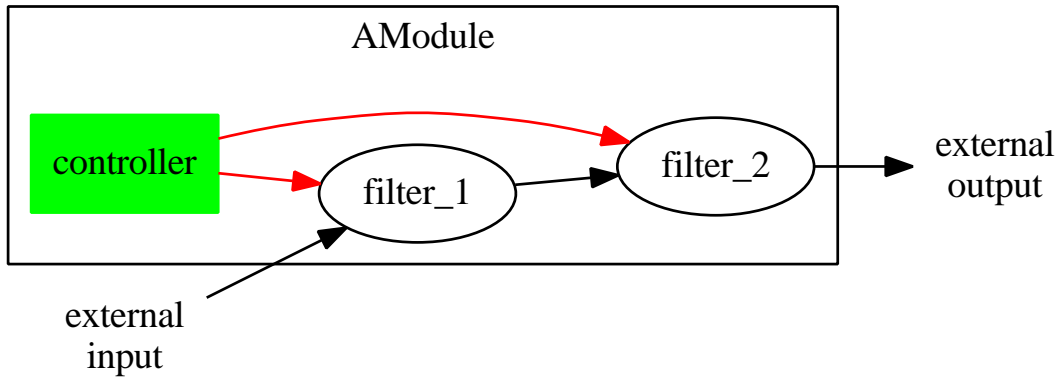 AModule
controller
filter_1
filter_2
external
output
external
input